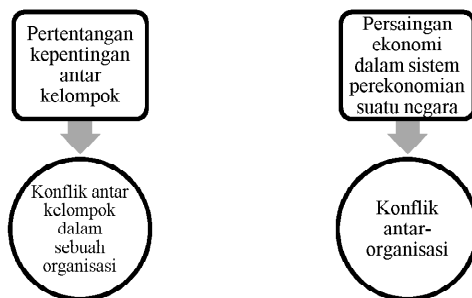 Pertentangan
kepentingan
antar
kelompok
Persaingan
ekonomi
dalam sistem
perekonomian
suatu negara
Konflik antar
kelompok
dalam
sebuah
organisasi
Konflik
antar-
organisasi